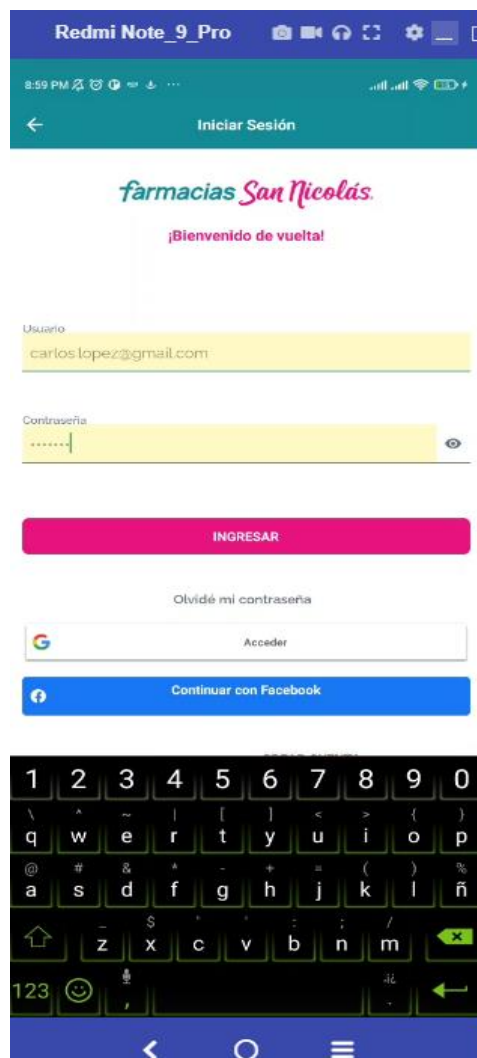 Redmi Note_9_Pro
8:59 PM
Iniciar Sesión
farmacias San Nicolás.
¡Bienvenido de vuelta!
Usuario
carlos.lopez@gmail.com
Contraseña
·······
INGRESAR
Olvidé mi contraseña
G Acceder
Continuar con Facebook
1 2 3 4 5 6 7 8 9 0
\ ^ ~ | [ ] < > { }
q w e r t y u i o p
@ # & * - + = ( ) %
a s d f g h j k l ñ
_ $ " ' : ; /
z x c v b n m
123 , .